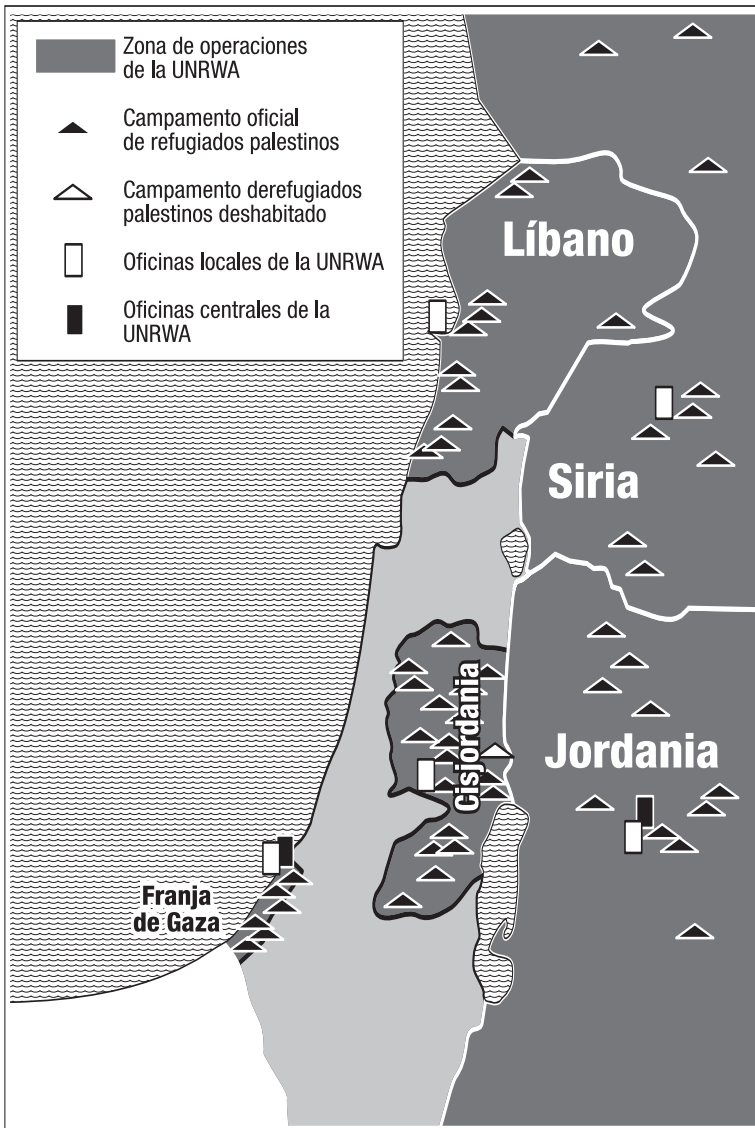 Zona de operaciones
de la UNRWA
Campamento oficial
de refugiados palestinos
Campamento derefugiados
palestinos deshabitado
Oficinas locales de la UNRWA
Oficinas centrales de la
UNRWA
Líbano
Siria
Cisjordania
Jordania
Franja
de Gaza